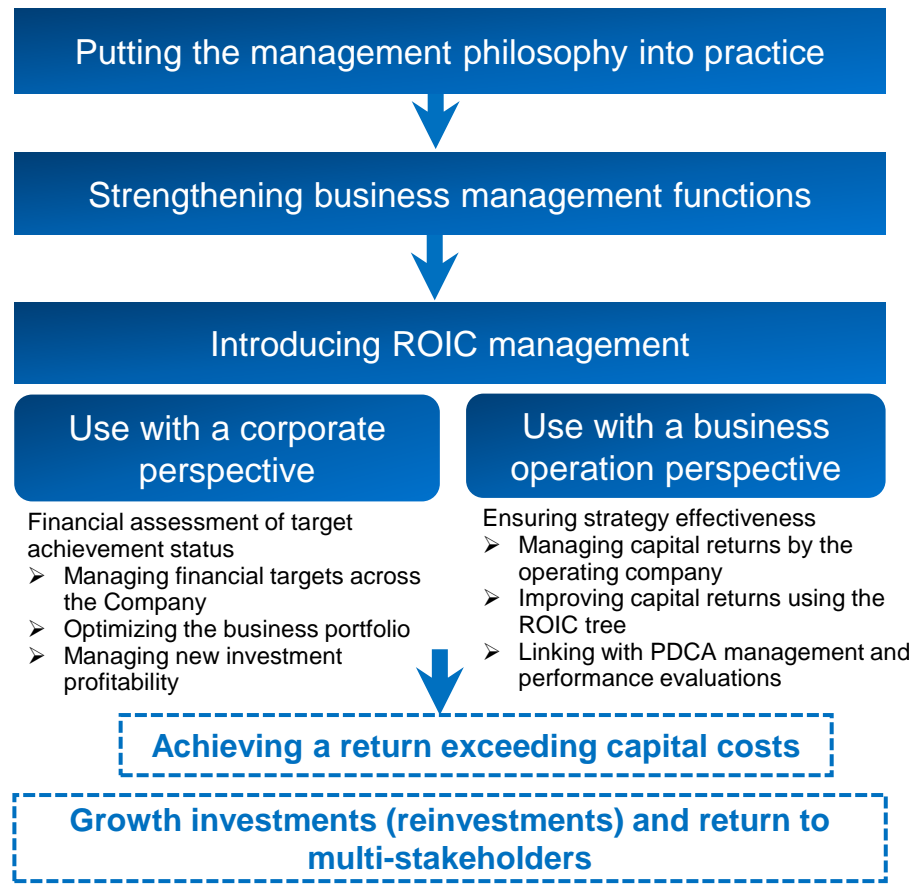 Putting the management philosophy into practice
Strengthening business management functions
Introducing ROIC management
Use with a corporate
perspective
Financial assessment of target
achievement status
➢ Managing financial targets across
the Company
➢ Optimizing the business portfolio
➢ Managing new investment
profitability
Use with a business
operation perspective
Ensuring strategy effectiveness
➢ Managing capital returns by the
operating company
➢ Improving capital returns using the
ROIC tree
➢ Linking with PDCA management and
performance evaluations
Achieving a return exceeding capital costs
Growth investments (reinvestments) and return to
multi-stakeholders